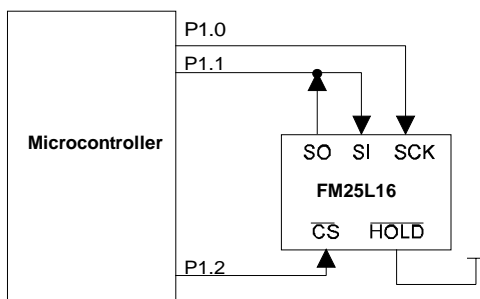 P1.0
P1.1
Microcontroller
SO SI SCK
FM25L16
CS HOLD
P1.2